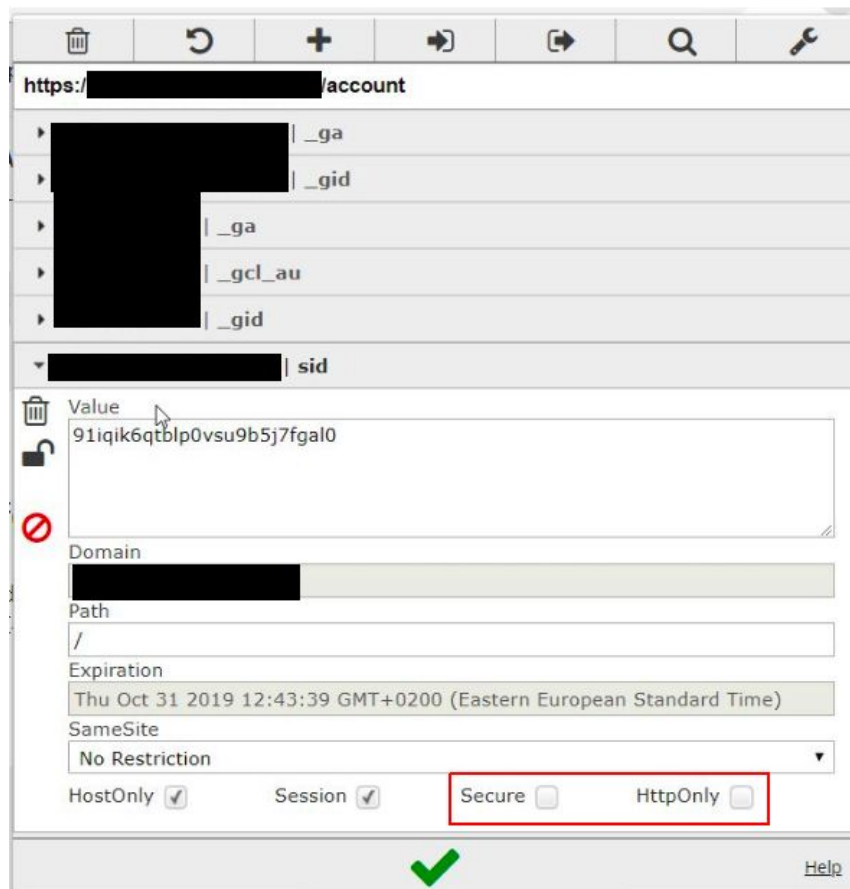 https:/ /account
| _ga
| _gid
| _ga
| _gcl_au
| _gid
| sid
Value
91iqik6qtblp0vsu9b5j7fgal0
Domain
Path
/
Expiration
Thu Oct 31 2019 12:43:39 GMT+0200 (Eastern European Standard Time)
SameSite
No Restriction
HostOnly Session Secure HttpOnly
Help